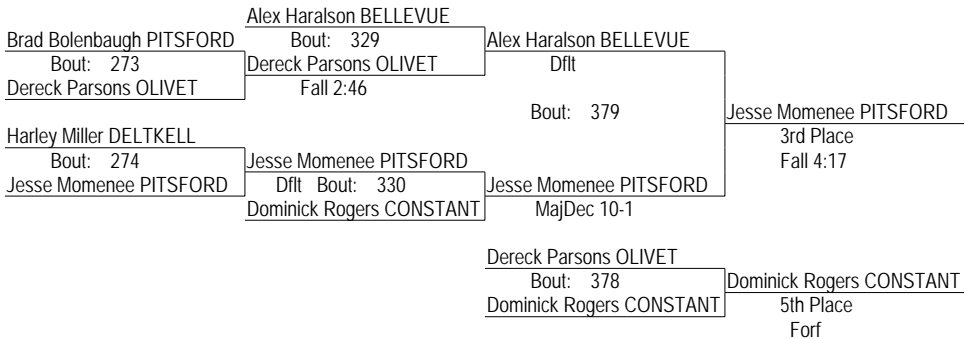 Alex Haralson BELLEVUE
Brad Bolenbaugh PITSFORD
Bout: 329
Alex Haralson BELLEVUE
Bout: 273
Dereck Parsons OLIVET
Dflt
Dereck Parsons OLIVET
Fall 2:46
Bout: 379
Jesse Momenee PITSFORD
Harley Miller DELTKELL
3rd Place
Bout: 274
Jesse Momenee PITSFORD
Fall 4:17
Jesse Momenee PITSFORD
Dflt Bout: 330
Jesse Momenee PITSFORD
Dominick Rogers CONSTANT
MajDec 10-1
Dereck Parsons OLIVET
Bout: 378
Dominick Rogers CONSTANT
Dominick Rogers CONSTANT
5th Place
Forf